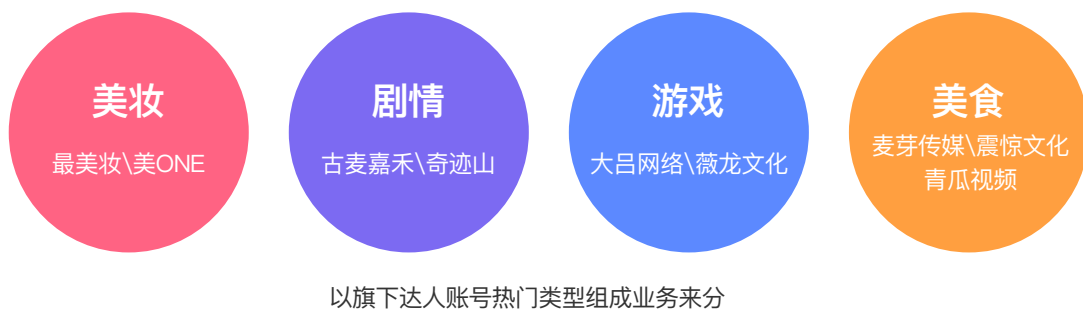 美妆
最美妆\美ONE
剧情
古麦嘉禾\奇迹山
游戏
大吕网络\薇龙文化
美食
麦芽传媒\震惊文化
青瓜视频
以旗下达人账号热门类型组成业务来分